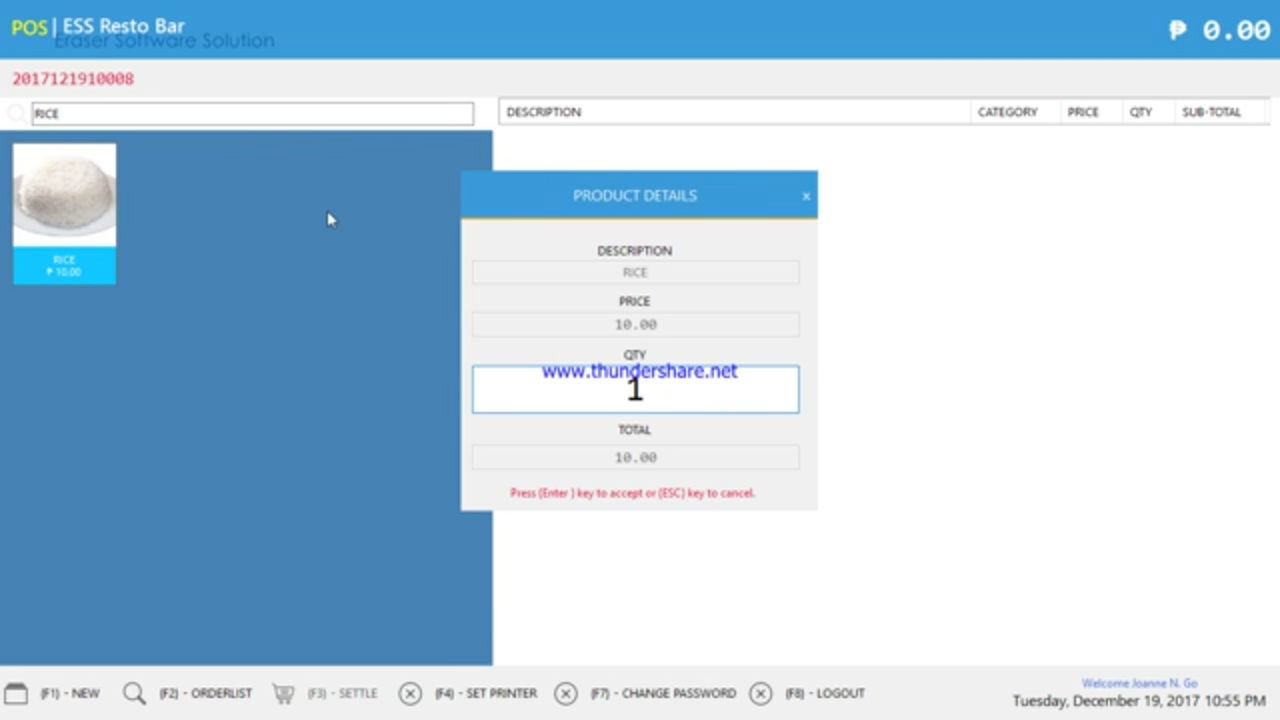 POS | ESS Resto Bar
Eraser Software Solution
₱ 0.00
2017121910008
RICE
DESCRIPTION CATEGORY PRICE QTY SUB-TOTAL
RICE
₱ 10.00
PRODUCT DETAILS
×
DESCRIPTION
RICE
PRICE
10.00
QTY
www.thundershare.net
1
TOTAL
10.00
Press (Enter ) key to accept or (ESC) key to cancel.
(F1) - NEW (F2) - ORDERLIST (F3) - SETTLE (F4) - SET PRINTER (F7) - CHANGE PASSWORD (F8) - LOGOUT
Welcome Joanne N. Go
Tuesday, December 19, 2017 10:55 PM